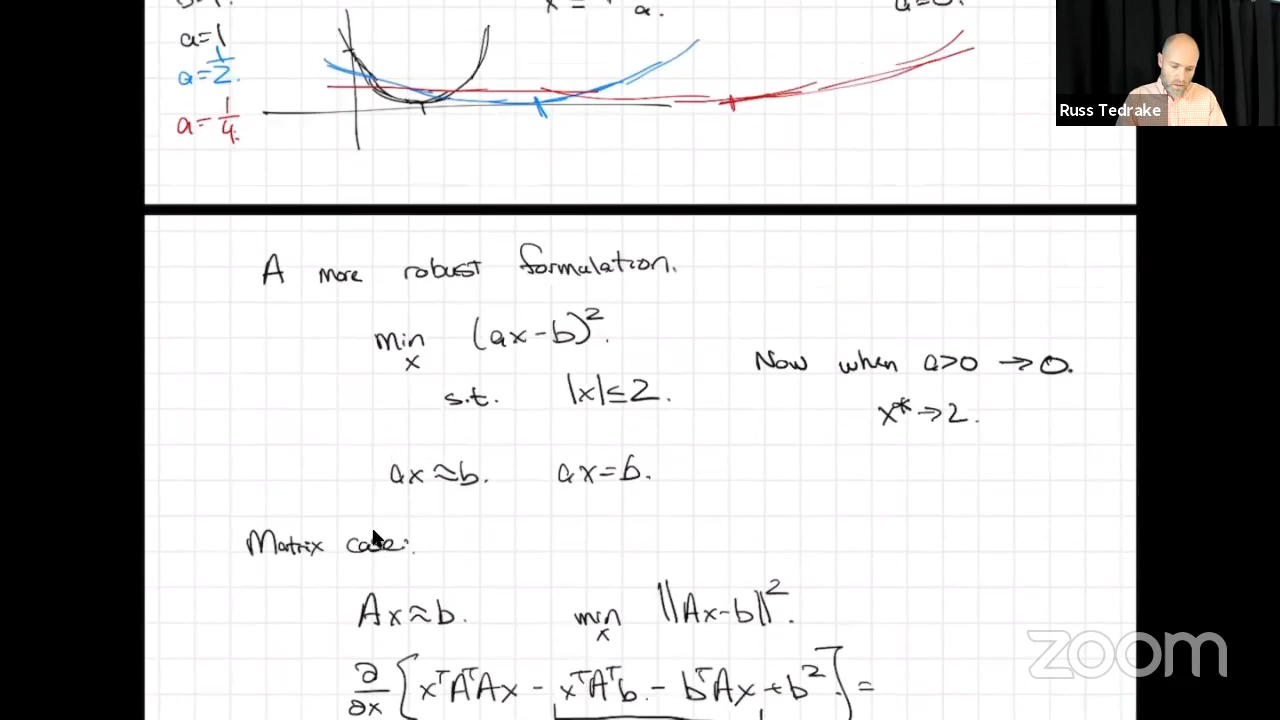 a=1
a=1/2.
a=1/4.
a=0.
Russ Tedrake
A more robust formulation.
min (ax-b)².
x
s.t. |x|≤2.
Now when a>0 →0.
x*→2.
ax≈b. ax=b.
Matrix case:
Ax≈b. min ||Ax-b||².
x
∂/∂x [xᵀAᵀAx - xᵀAᵀb - bᵀAx + b²] =
zoom